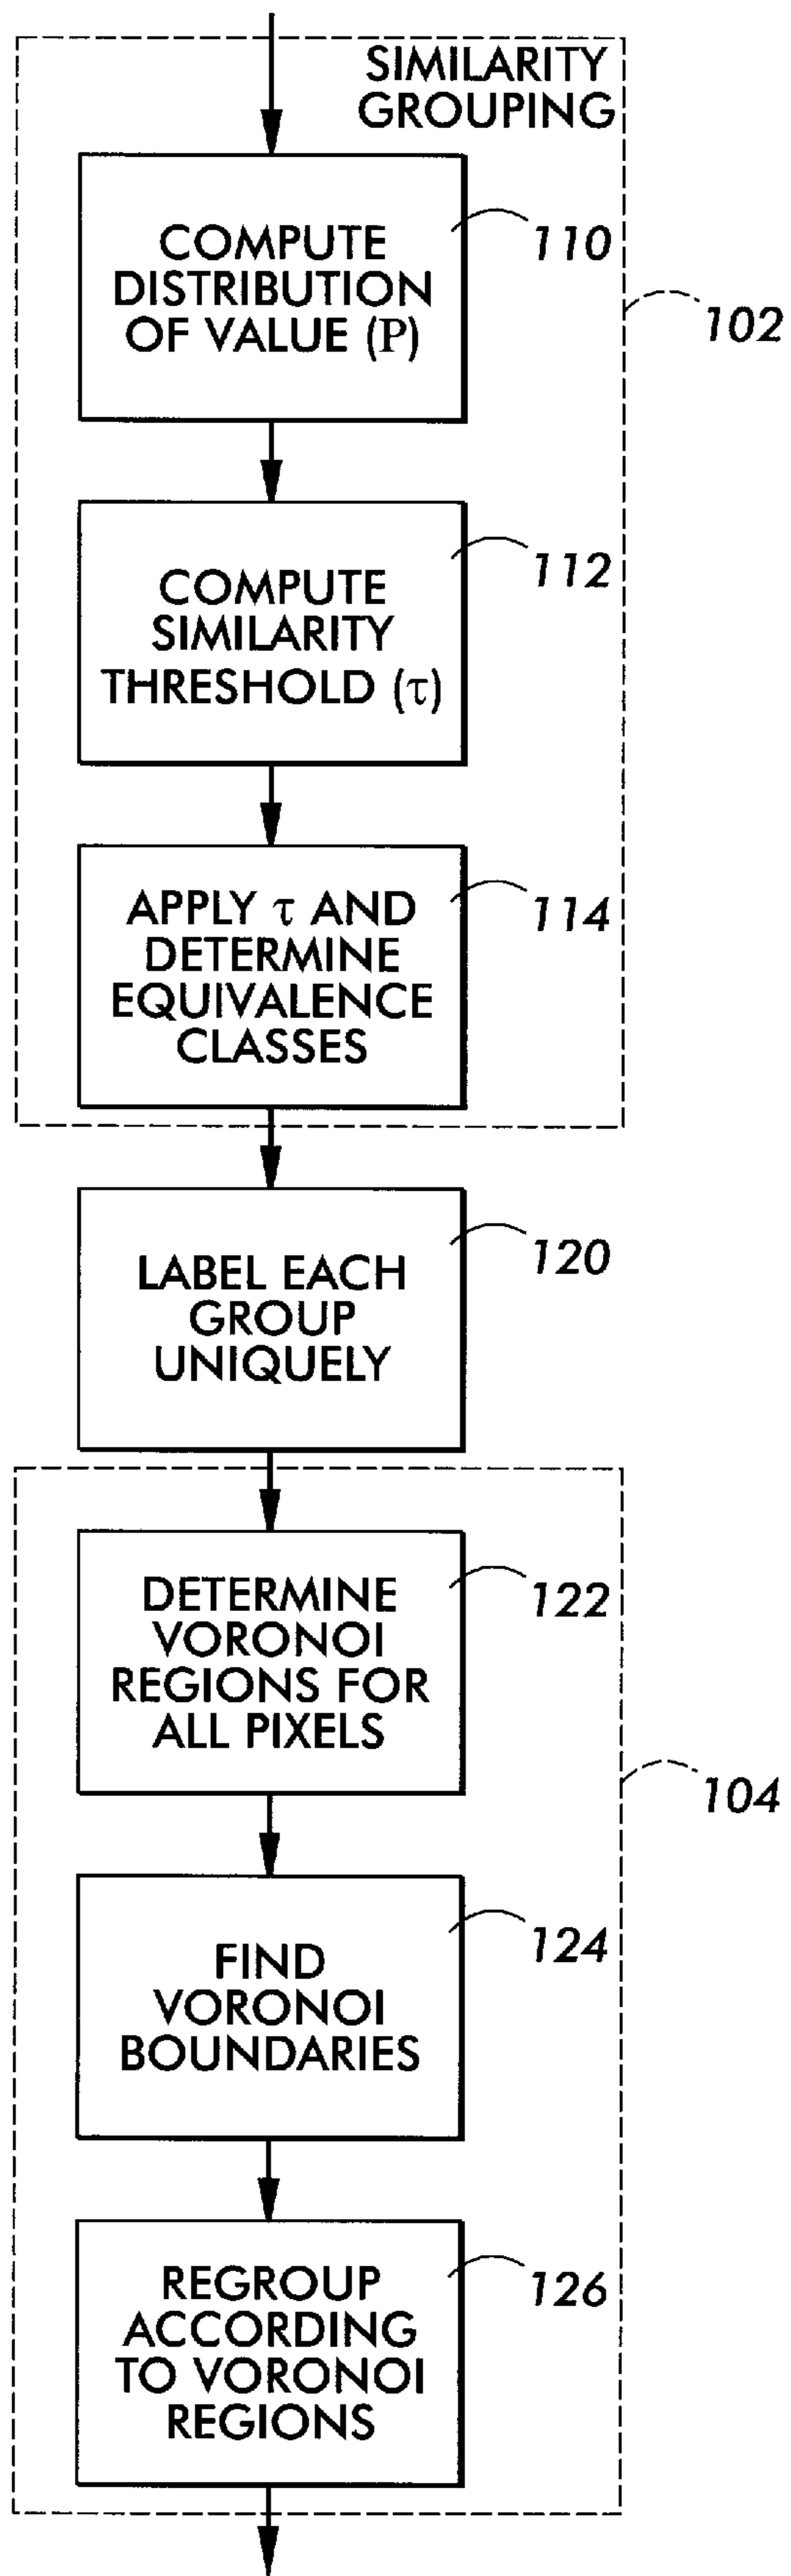 SIMILARITY
GROUPING
COMPUTE
DISTRIBUTION
OF VALUE (P)
110
102
COMPUTE
SIMILARITY
THRESHOLD (τ)
112
APPLY τ AND
DETERMINE
EQUIVALENCE
CLASSES
114
LABEL EACH
GROUP
UNIQUELY
120
DETERMINE
VORONOI
REGIONS FOR
ALL PIXELS
122
104
FIND
VORONOI
BOUNDARIES
124
REGROUP
ACCORDING
TO VORONOI
REGIONS
126